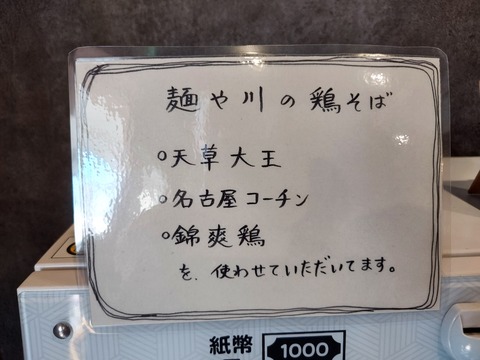 麺や川の鶏そば
○天草大王
○名古屋コーチン
○錦爽鶏
を、使わせていただいてます。
紙幣 1000